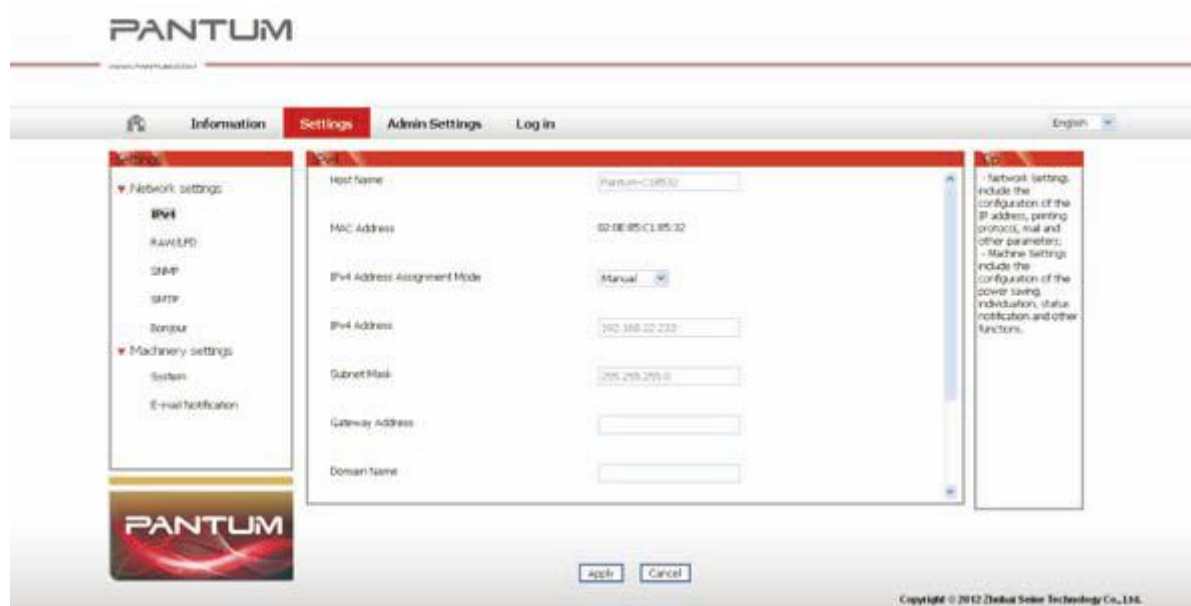 PANTUM
Information
Settings
Admin Settings
Log in
English
Settings
Network settings
IPv4
RAW/LPD
SNMP
SMTP
Bonjour
Machinery settings
System
E-mail Notification
PANTUM
IPv4
Host Name
MAC Address
IPv4 Address Assignment Mode
Manual
IPv4 Address
Subnet Mask
255.255.255.0
Gateway Address
Domain Name
Apply
Cancel
- Network Settings
include the
configuration of the
IP address, printing
protocol, mail and
other parameters;
- Machine Settings
include the
configuration of the
power saving,
individuation, status
notification and other
functions.
Copyright © 2012 Zhuhai Seine Technology Co., Ltd.